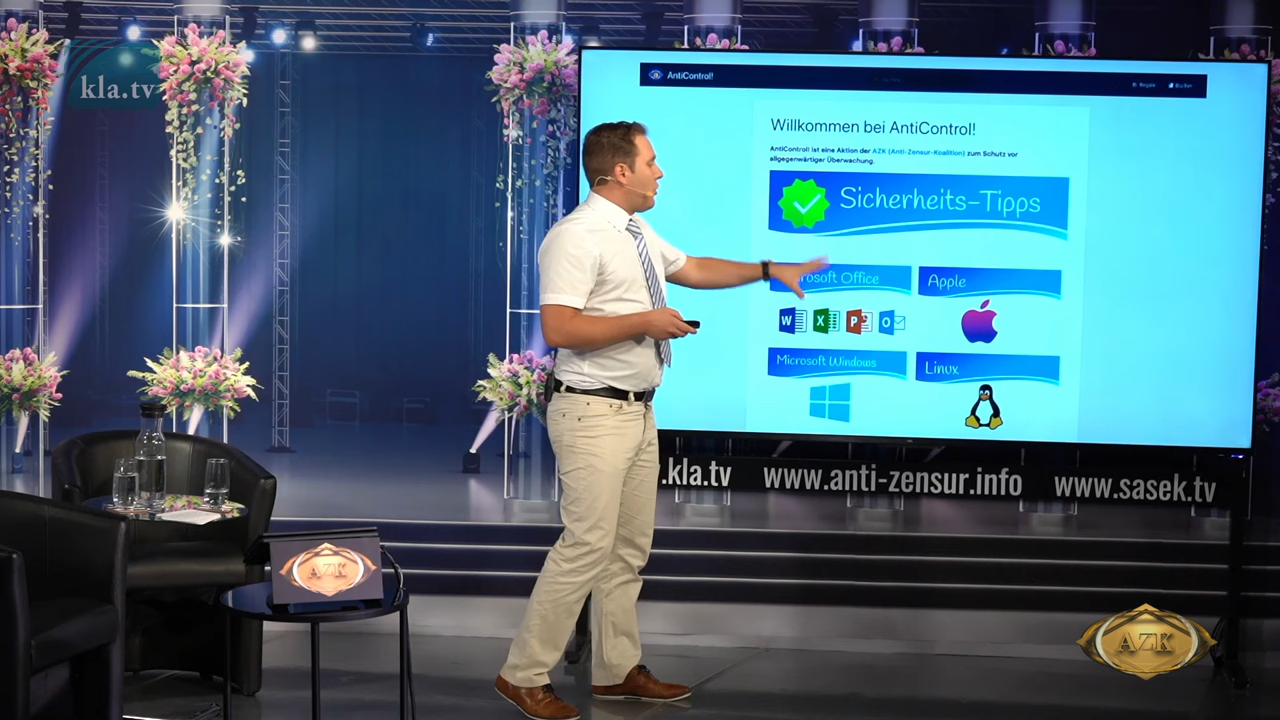 kla.tv
AntiControl!
Willkommen bei AntiControl!
AntiControl! ist eine Aktion der AZK (Anti-Zensur-Koalition) zum Schutz vor
allgegenwärtiger Überwachung.
Sicherheits-Tipps
rosoft Office
Apple
W X P O
Microsoft Windows
Linux
.kla.tv www.anti-zensur.info www.sasek.tv
AZK
AZK